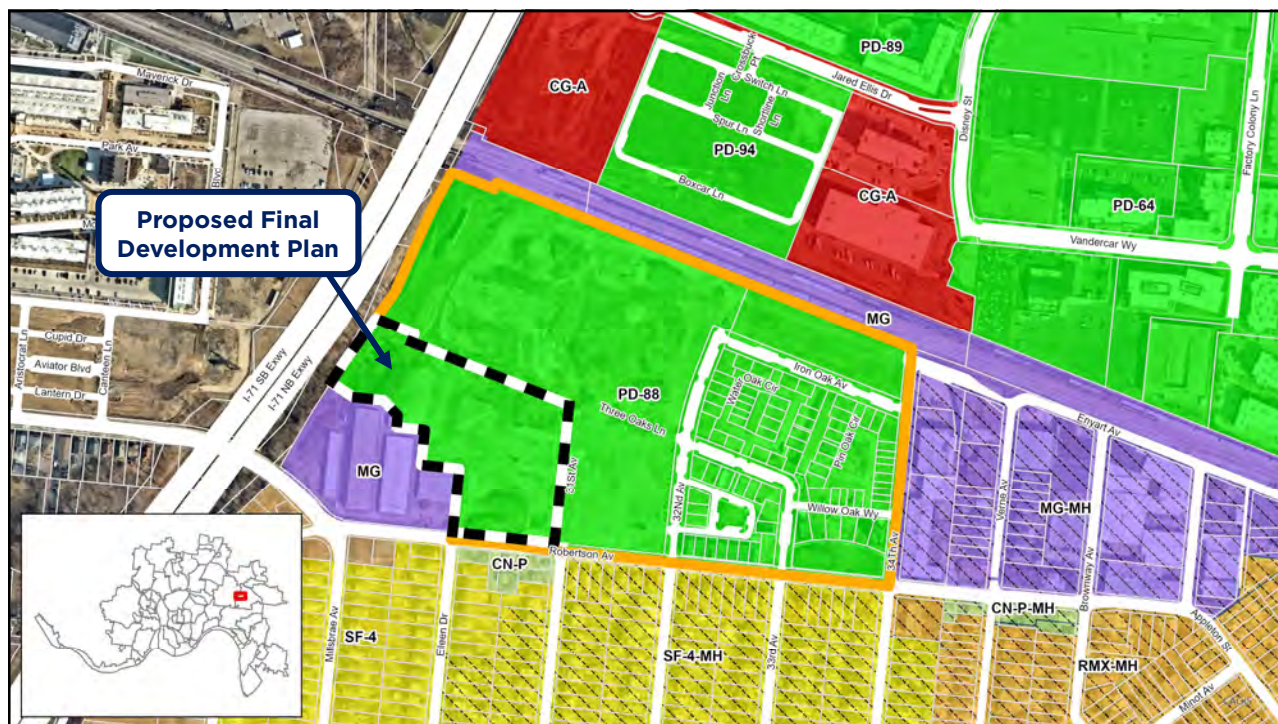 Maverick Dr
Park Av
Blvd
Mo
Proposed Final
Development Plan
Cupid Dr
Aviator Blvd
Lantern Dr
Aristocrat Ln
Canteen Ln
I-71 SB Exwy
I-71 NB Exwy
CG-A
PD-89
Crossbuck Pt
Jared Ellis Dr
Junction Ln
Switch Ln
Shortline Ln
Spur Ln
PD-94
Boxcar Ln
CG-A
Disney St
Factory Colony Ln
PD-64
Vandercar Wy
MG
PD-88
Three Oaks Ln
31St Av
32Nd Av
Iron Oak Av
Water Oak Cir
Pin Oak Cir
Willow Oak Wy
34Th Av
MG
Enyart Av
Verne Av
MG-MH
Brownway Av
Robertson Av
CN-P
CN-P-MH
Appleton St
Millsbrae Av
SF-4
Eileen Dr
SF-4-MH
33rd Av
RMX-MH
Minot Av